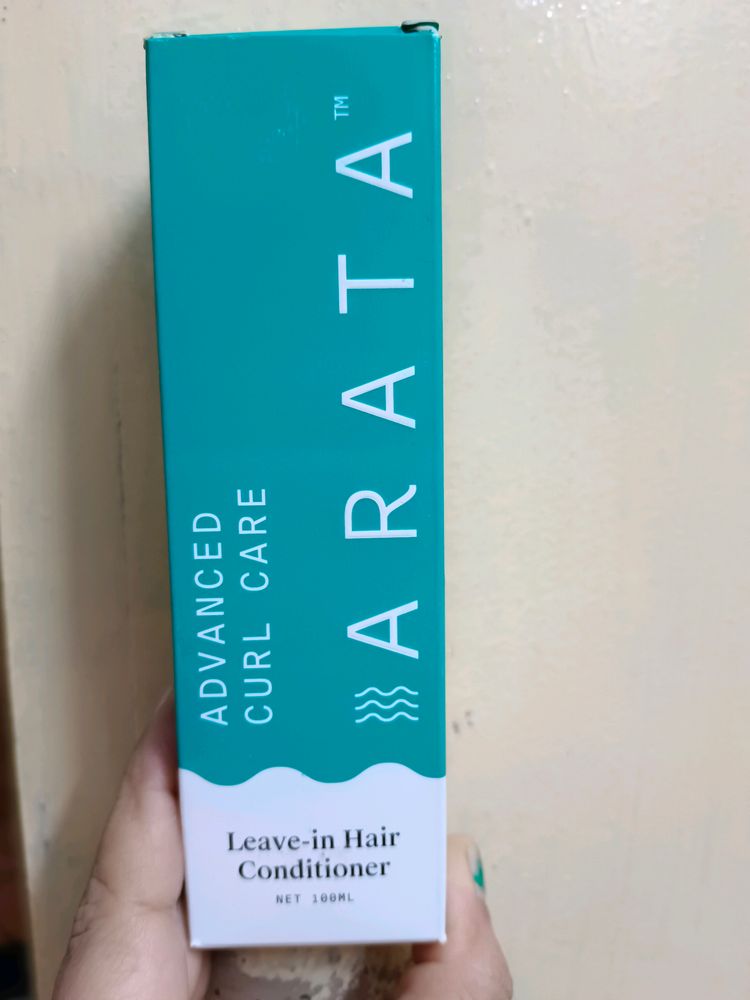 ARATA™
ADVANCED
CURL CARE
Leave-in Hair
Conditioner
NET 100ML